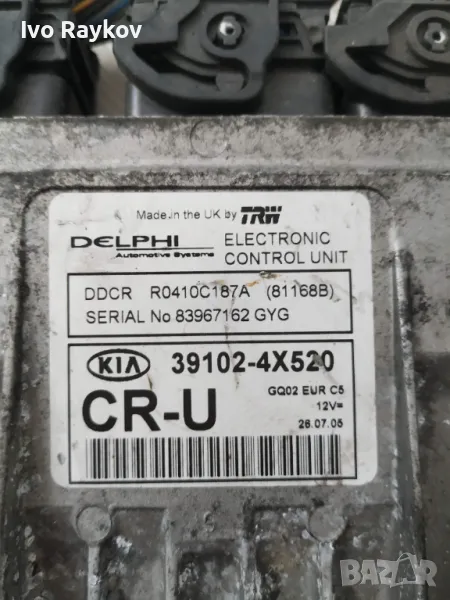 Ivo Raykov
Made in the UK by TRW
DELPHI
Automotive Systems
ELECTRONIC
CONTROL UNIT
DDCR R0410C187A (81168B)
SERIAL No 83967162 GYG
KIA 39102-4X520
CR-U
GQ02 EUR C5
12V=
26.07.05
BAZAR